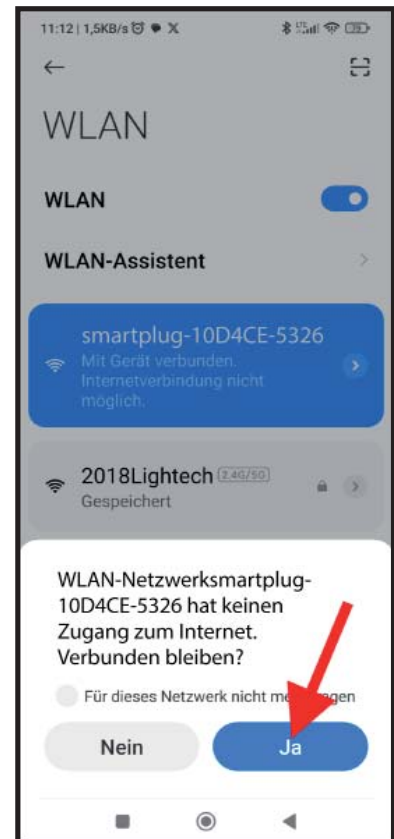 11:12 | 1,5KB/s
WLAN
WLAN
WLAN-Assistent
smartplug-10D4CE-5326
Mit Gerät verbunden.
Internetverbindung nicht
möglich.
2018Lightech 2.4G/5G
Gespeichert
WLAN-Netzwerksmartplug-
10D4CE-5326 hat keinen
Zugang zum Internet.
Verbunden bleiben?
Für dieses Netzwerk nicht
Nein
Ja